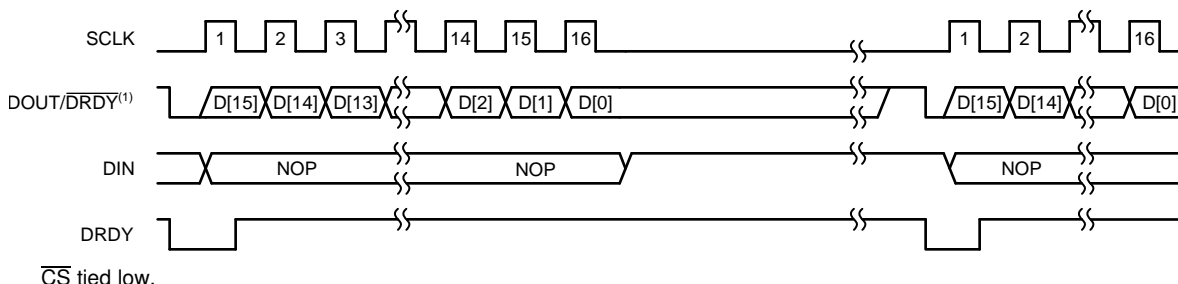 SCLK 1 2 3 14 15 16 1 2 16
DOUT/DRDY(1) D[15] D[14] D[13] D[2] D[1] D[0] D[15] D[14] D[0]
DIN NOP NOP NOP
DRDY
CS tied low.